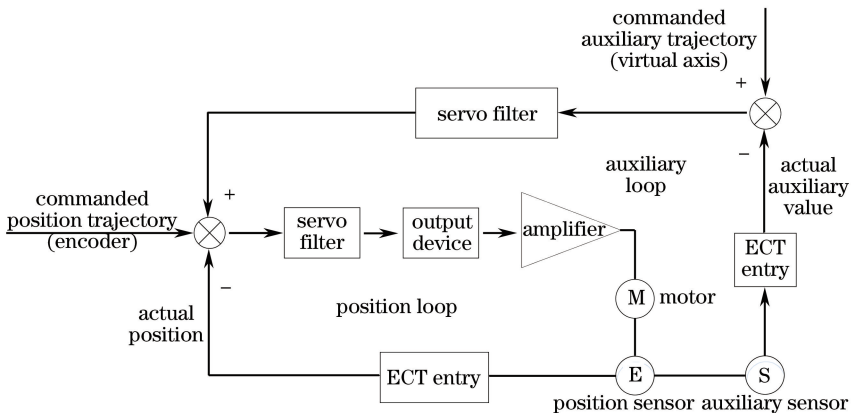 commanded
auxiliary trajectory
(virtual axis)
+
servo filter
−
auxiliary
loop
actual
auxiliary
value
commanded
position trajectory
(encoder)
+
servo
filter
output
device
amplifier
ECT
entry
−
actual
position
position loop
M
motor
ECT entry
E
S
position sensor
auxiliary sensor